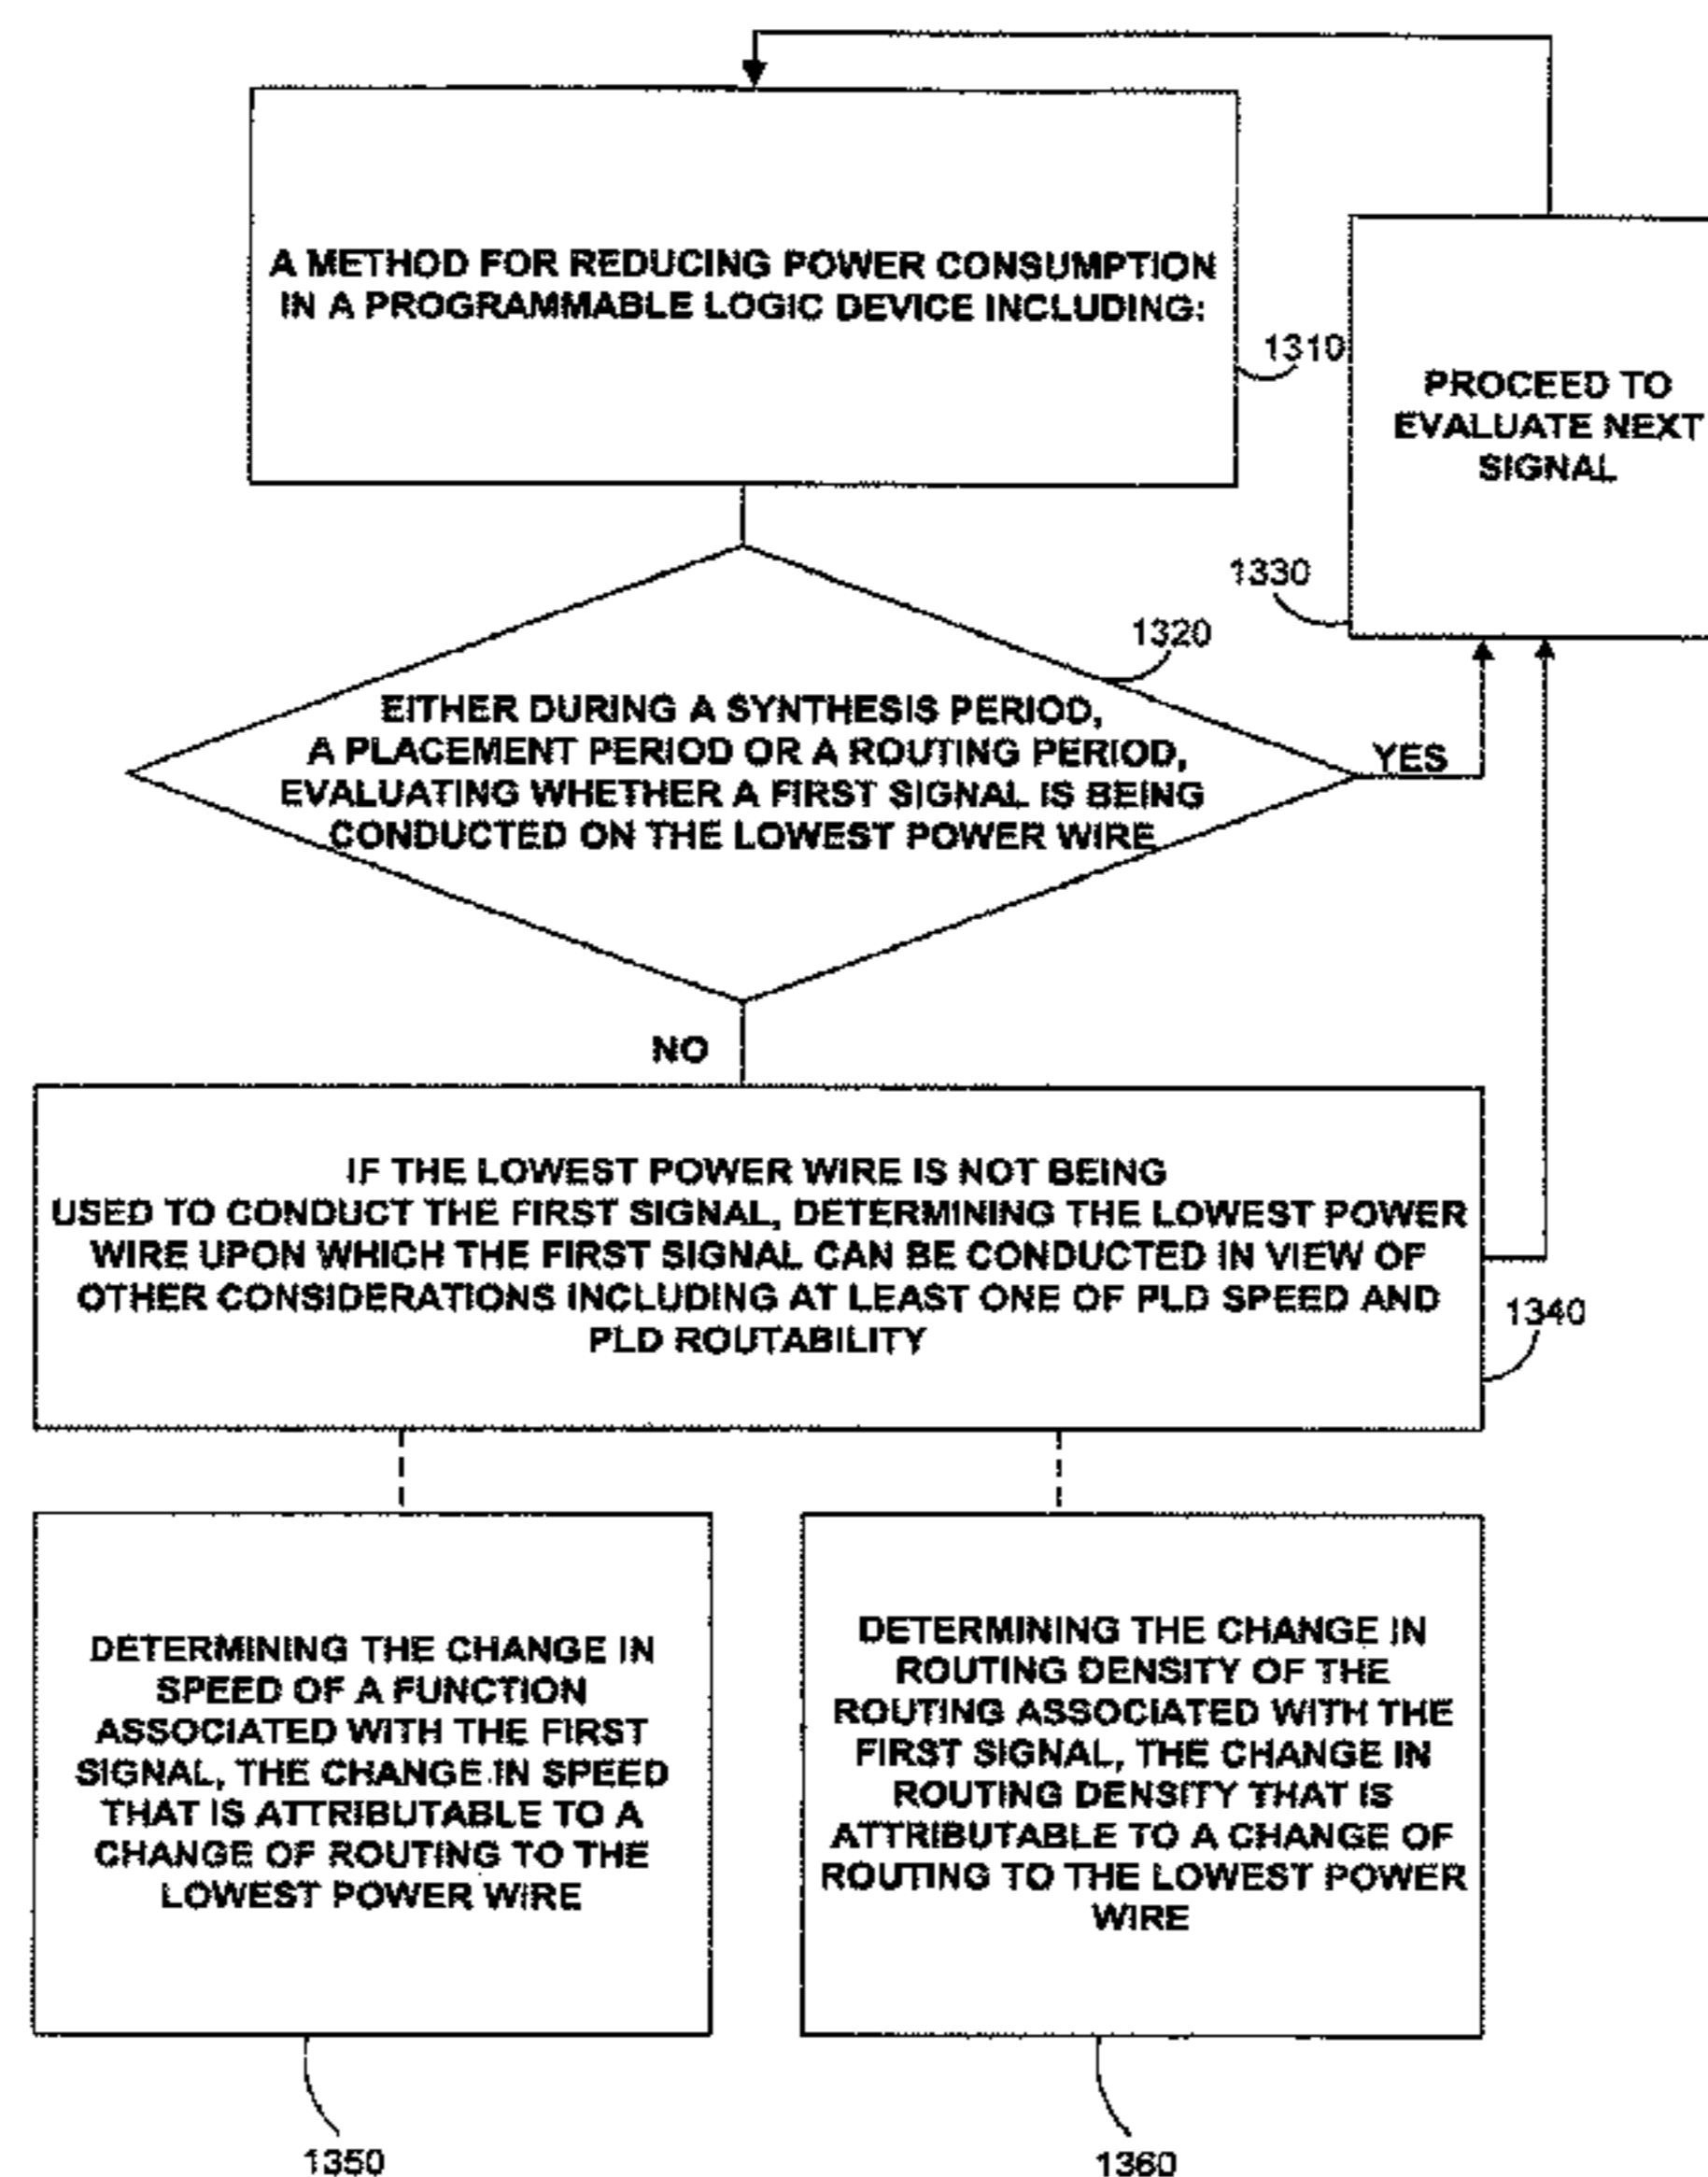 A METHOD FOR REDUCING POWER CONSUMPTION
IN A PROGRAMMABLE LOGIC DEVICE INCLUDING:
1310
PROCEED TO
EVALUATE NEXT
SIGNAL
1330
1320
EITHER DURING A SYNTHESIS PERIOD,
A PLACEMENT PERIOD OR A ROUTING PERIOD,
EVALUATING WHETHER A FIRST SIGNAL IS BEING
CONDUCTED ON THE LOWEST POWER WIRE
YES
NO
IF THE LOWEST POWER WIRE IS NOT BEING
USED TO CONDUCT THE FIRST SIGNAL, DETERMINING THE LOWEST POWER
WIRE UPON WHICH THE FIRST SIGNAL CAN BE CONDUCTED IN VIEW OF
OTHER CONSIDERATIONS INCLUDING AT LEAST ONE OF PLD SPEED AND
PLD ROUTABILITY
1340
DETERMINING THE CHANGE IN
SPEED OF A FUNCTION
ASSOCIATED WITH THE FIRST
SIGNAL, THE CHANGE IN SPEED
THAT IS ATTRIBUTABLE TO A
CHANGE OF ROUTING TO THE
LOWEST POWER WIRE
1350
DETERMINING THE CHANGE IN
ROUTING DENSITY OF THE
ROUTING ASSOCIATED WITH THE
FIRST SIGNAL, THE CHANGE IN
ROUTING DENSITY THAT IS
ATTRIBUTABLE TO A CHANGE OF
ROUTING TO THE LOWEST POWER
WIRE
1360